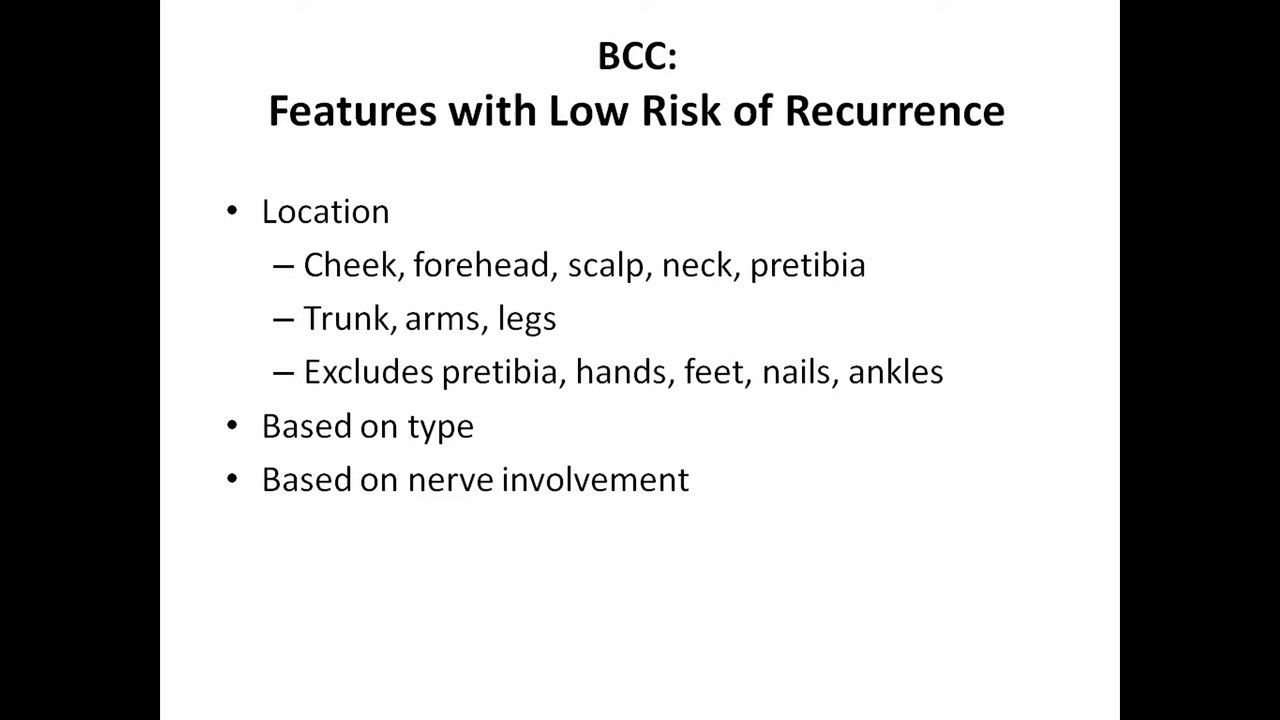 BCC:
Features with Low Risk of Recurrence
• Location
– Cheek, forehead, scalp, neck, pretibia
– Trunk, arms, legs
– Excludes pretibia, hands, feet, nails, ankles
• Based on type
• Based on nerve involvement